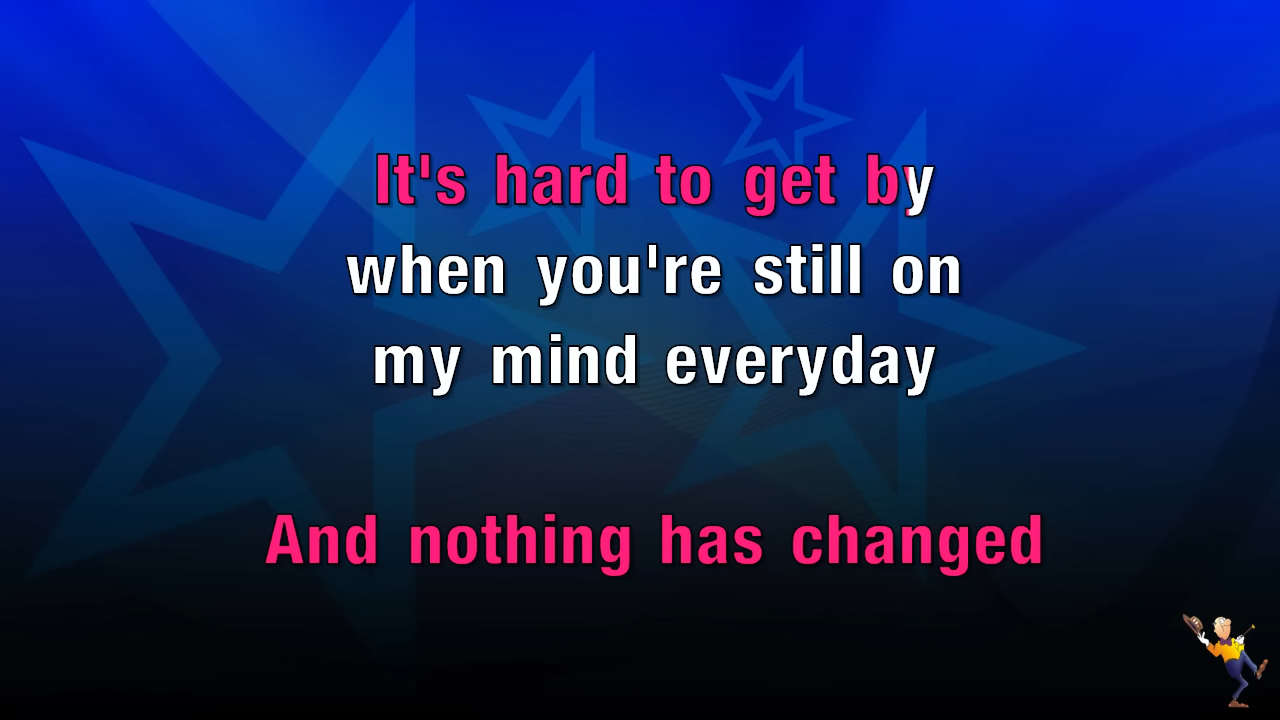 It's hard to get by
when you're still on
my mind everyday
And nothing has changed